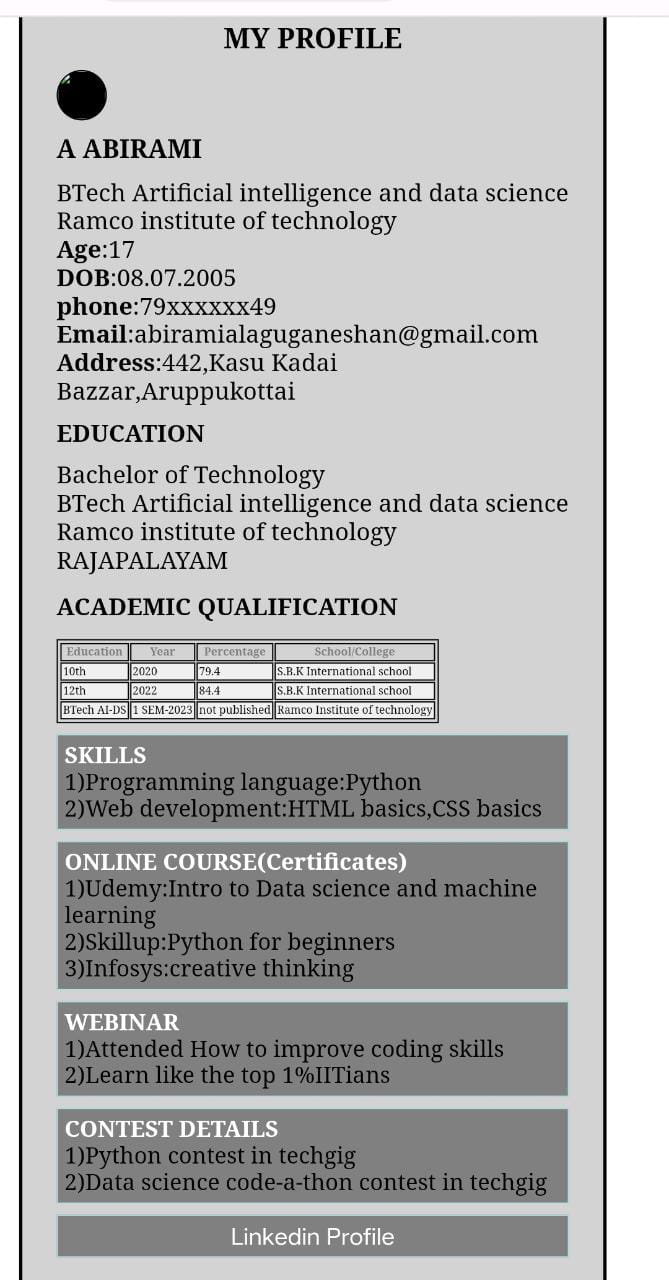 MY PROFILE
A ABIRAMI
BTech Artificial intelligence and data science
Ramco institute of technology
Age:17
DOB:08.07.2005
phone:79xxxxxx49
Email:abiramialaguganeshan@gmail.com
Address:442,Kasu Kadai
Bazzar,Aruppukottai
EDUCATION
Bachelor of Technology
BTech Artificial intelligence and data science
Ramco institute of technology
RAJAPALAYAM
ACADEMIC QUALIFICATION
Education Year Percentage School/College
10th 2020 79.4 S.B.K International school
12th 2022 84.4 S.B.K International school
BTech AI-DS 1 SEM-2023 not published Ramco Institute of technology
SKILLS
1)Programming language:Python
2)Web development:HTML basics,CSS basics
ONLINE COURSE(Certificates)
1)Udemy:Intro to Data science and machine
learning
2)Skillup:Python for beginners
3)Infosys:creative thinking
WEBINAR
1)Attended How to improve coding skills
2)Learn like the top 1%IITians
CONTEST DETAILS
1)Python contest in techgig
2)Data science code-a-thon contest in techgig
Linkedin Profile